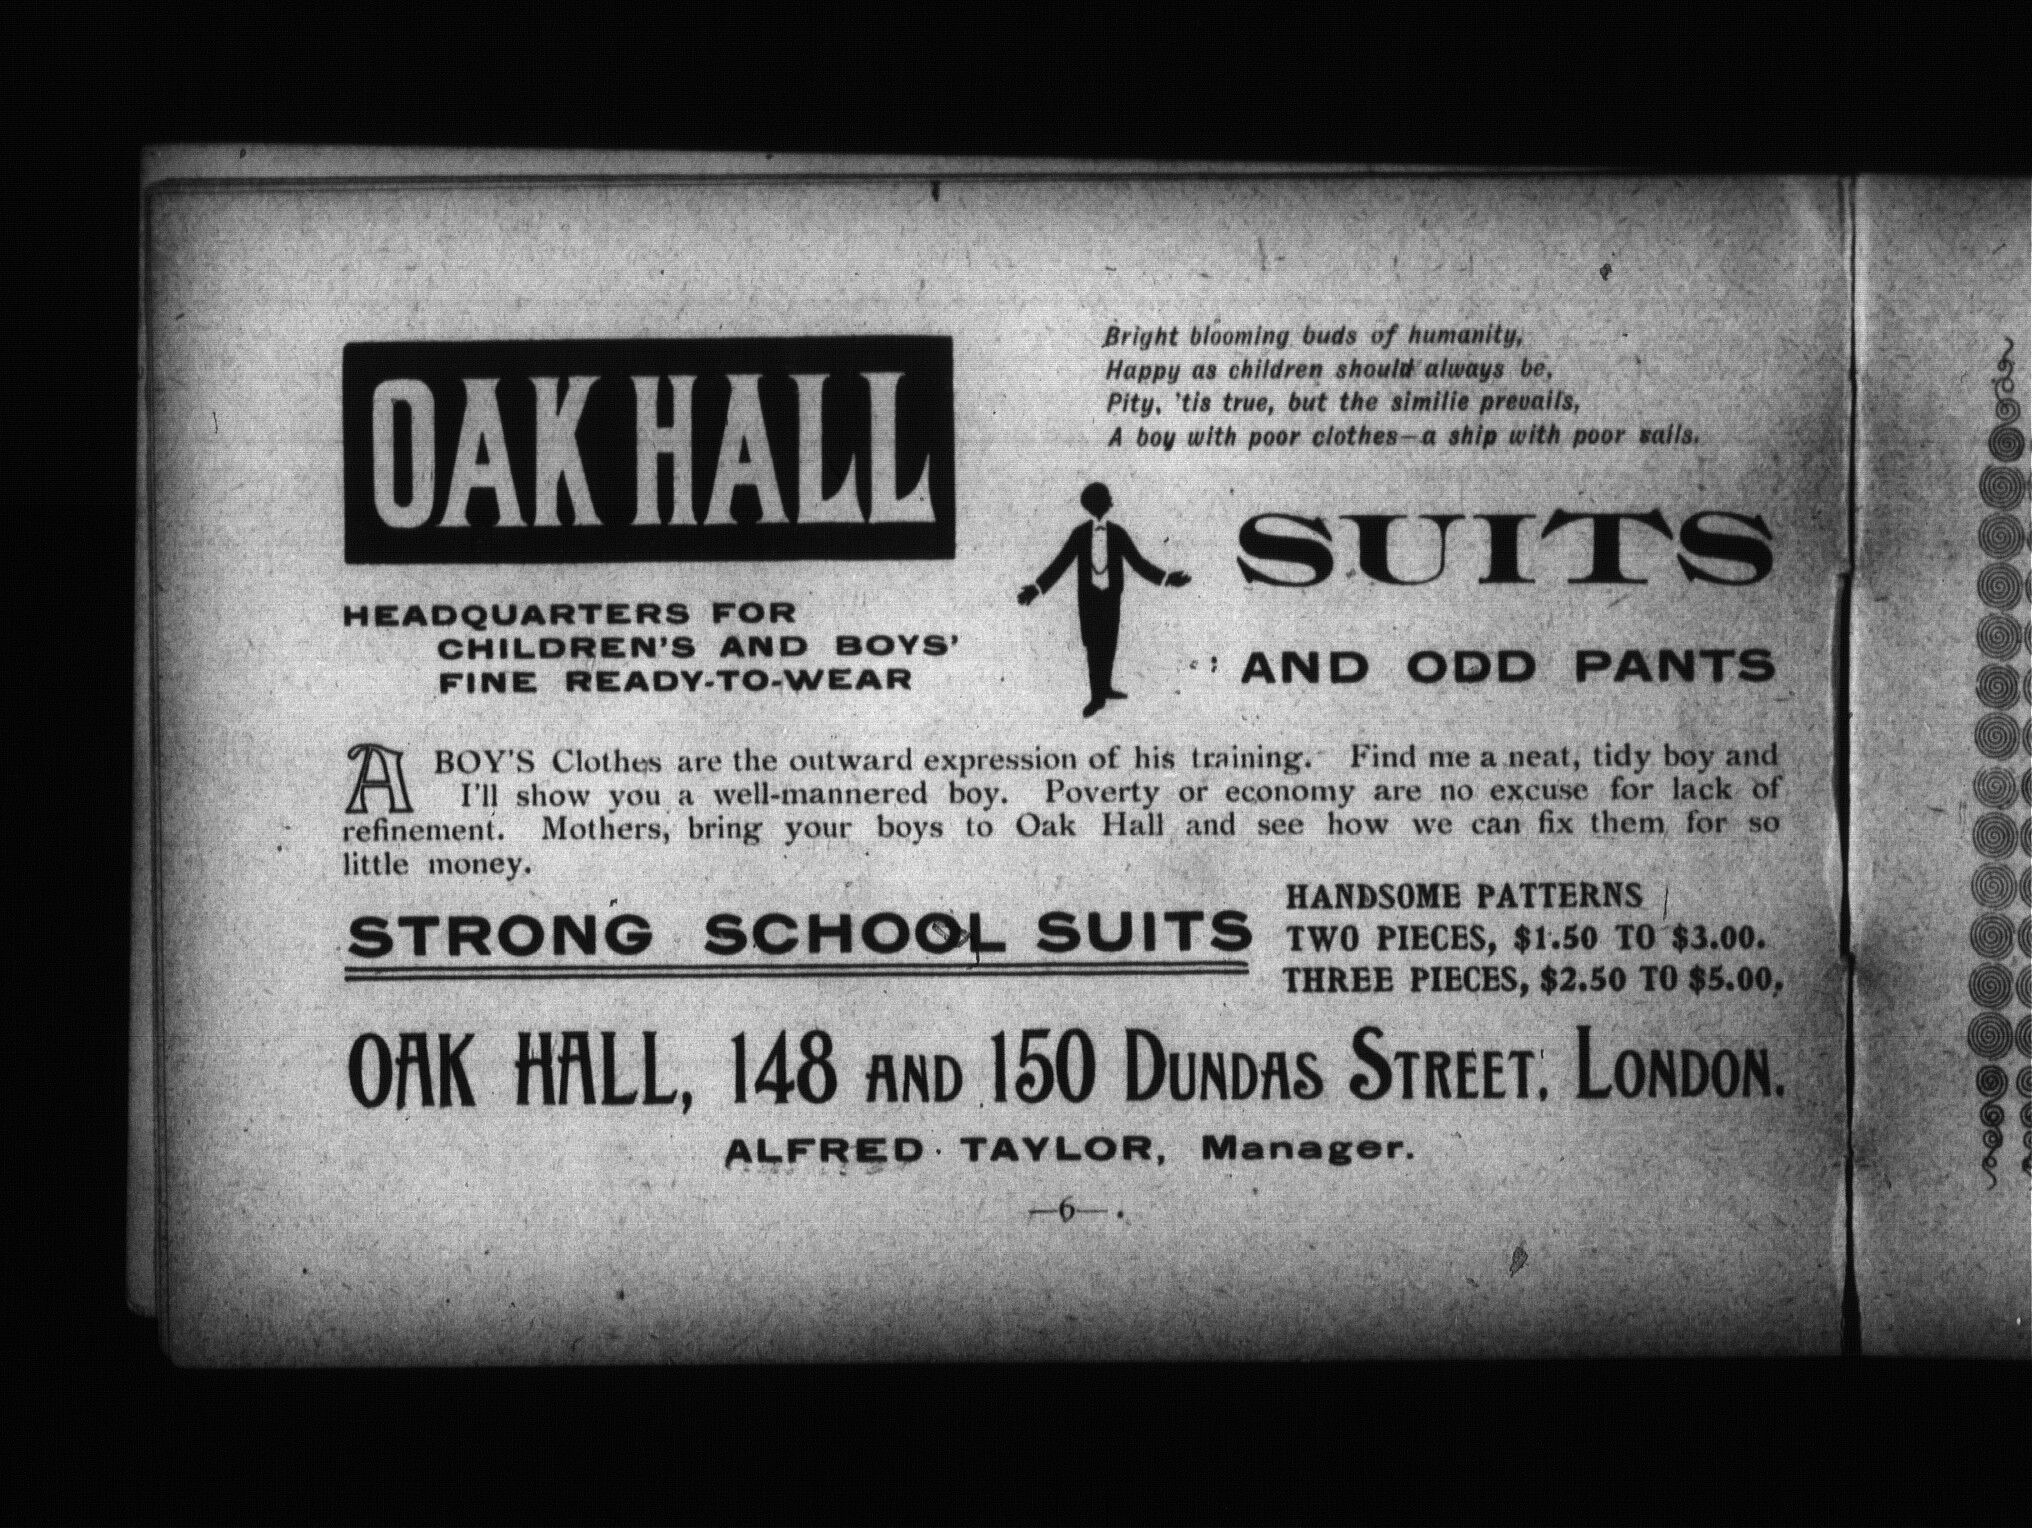 OAK HALL
HEADQUARTERS FOR
CHILDREN'S AND BOYS'
FINE READY-TO-WEAR
Bright blooming buds of humanity,
Happy as children should always be,
Pity, 'tis true, but the similie prevails,
A boy with poor clothes—a ship with poor sails.
SUITS
AND ODD PANTS
A BOY'S Clothes are the outward expression of his training. Find me a neat, tidy boy and
I'll show you a well-mannered boy. Poverty or economy are no excuse for lack of
refinement. Mothers, bring your boys to Oak Hall and see how we can fix them for so
little money.
STRONG SCHOOL SUITS
HANDSOME PATTERNS
TWO PIECES, $1.50 TO $3.00.
THREE PIECES, $2.50 TO $5.00,
OAK HALL, 148 AND 150 DUNDAS STREET, LONDON.
ALFRED TAYLOR, Manager.
—6—